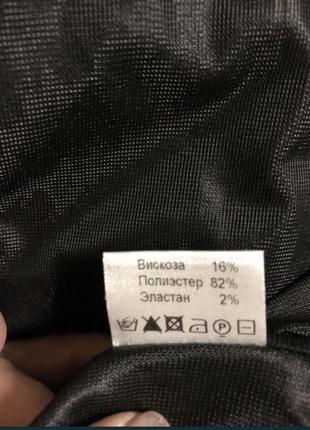 Вискоза 16%
Полиэстер 82%
Эластан 2%
P